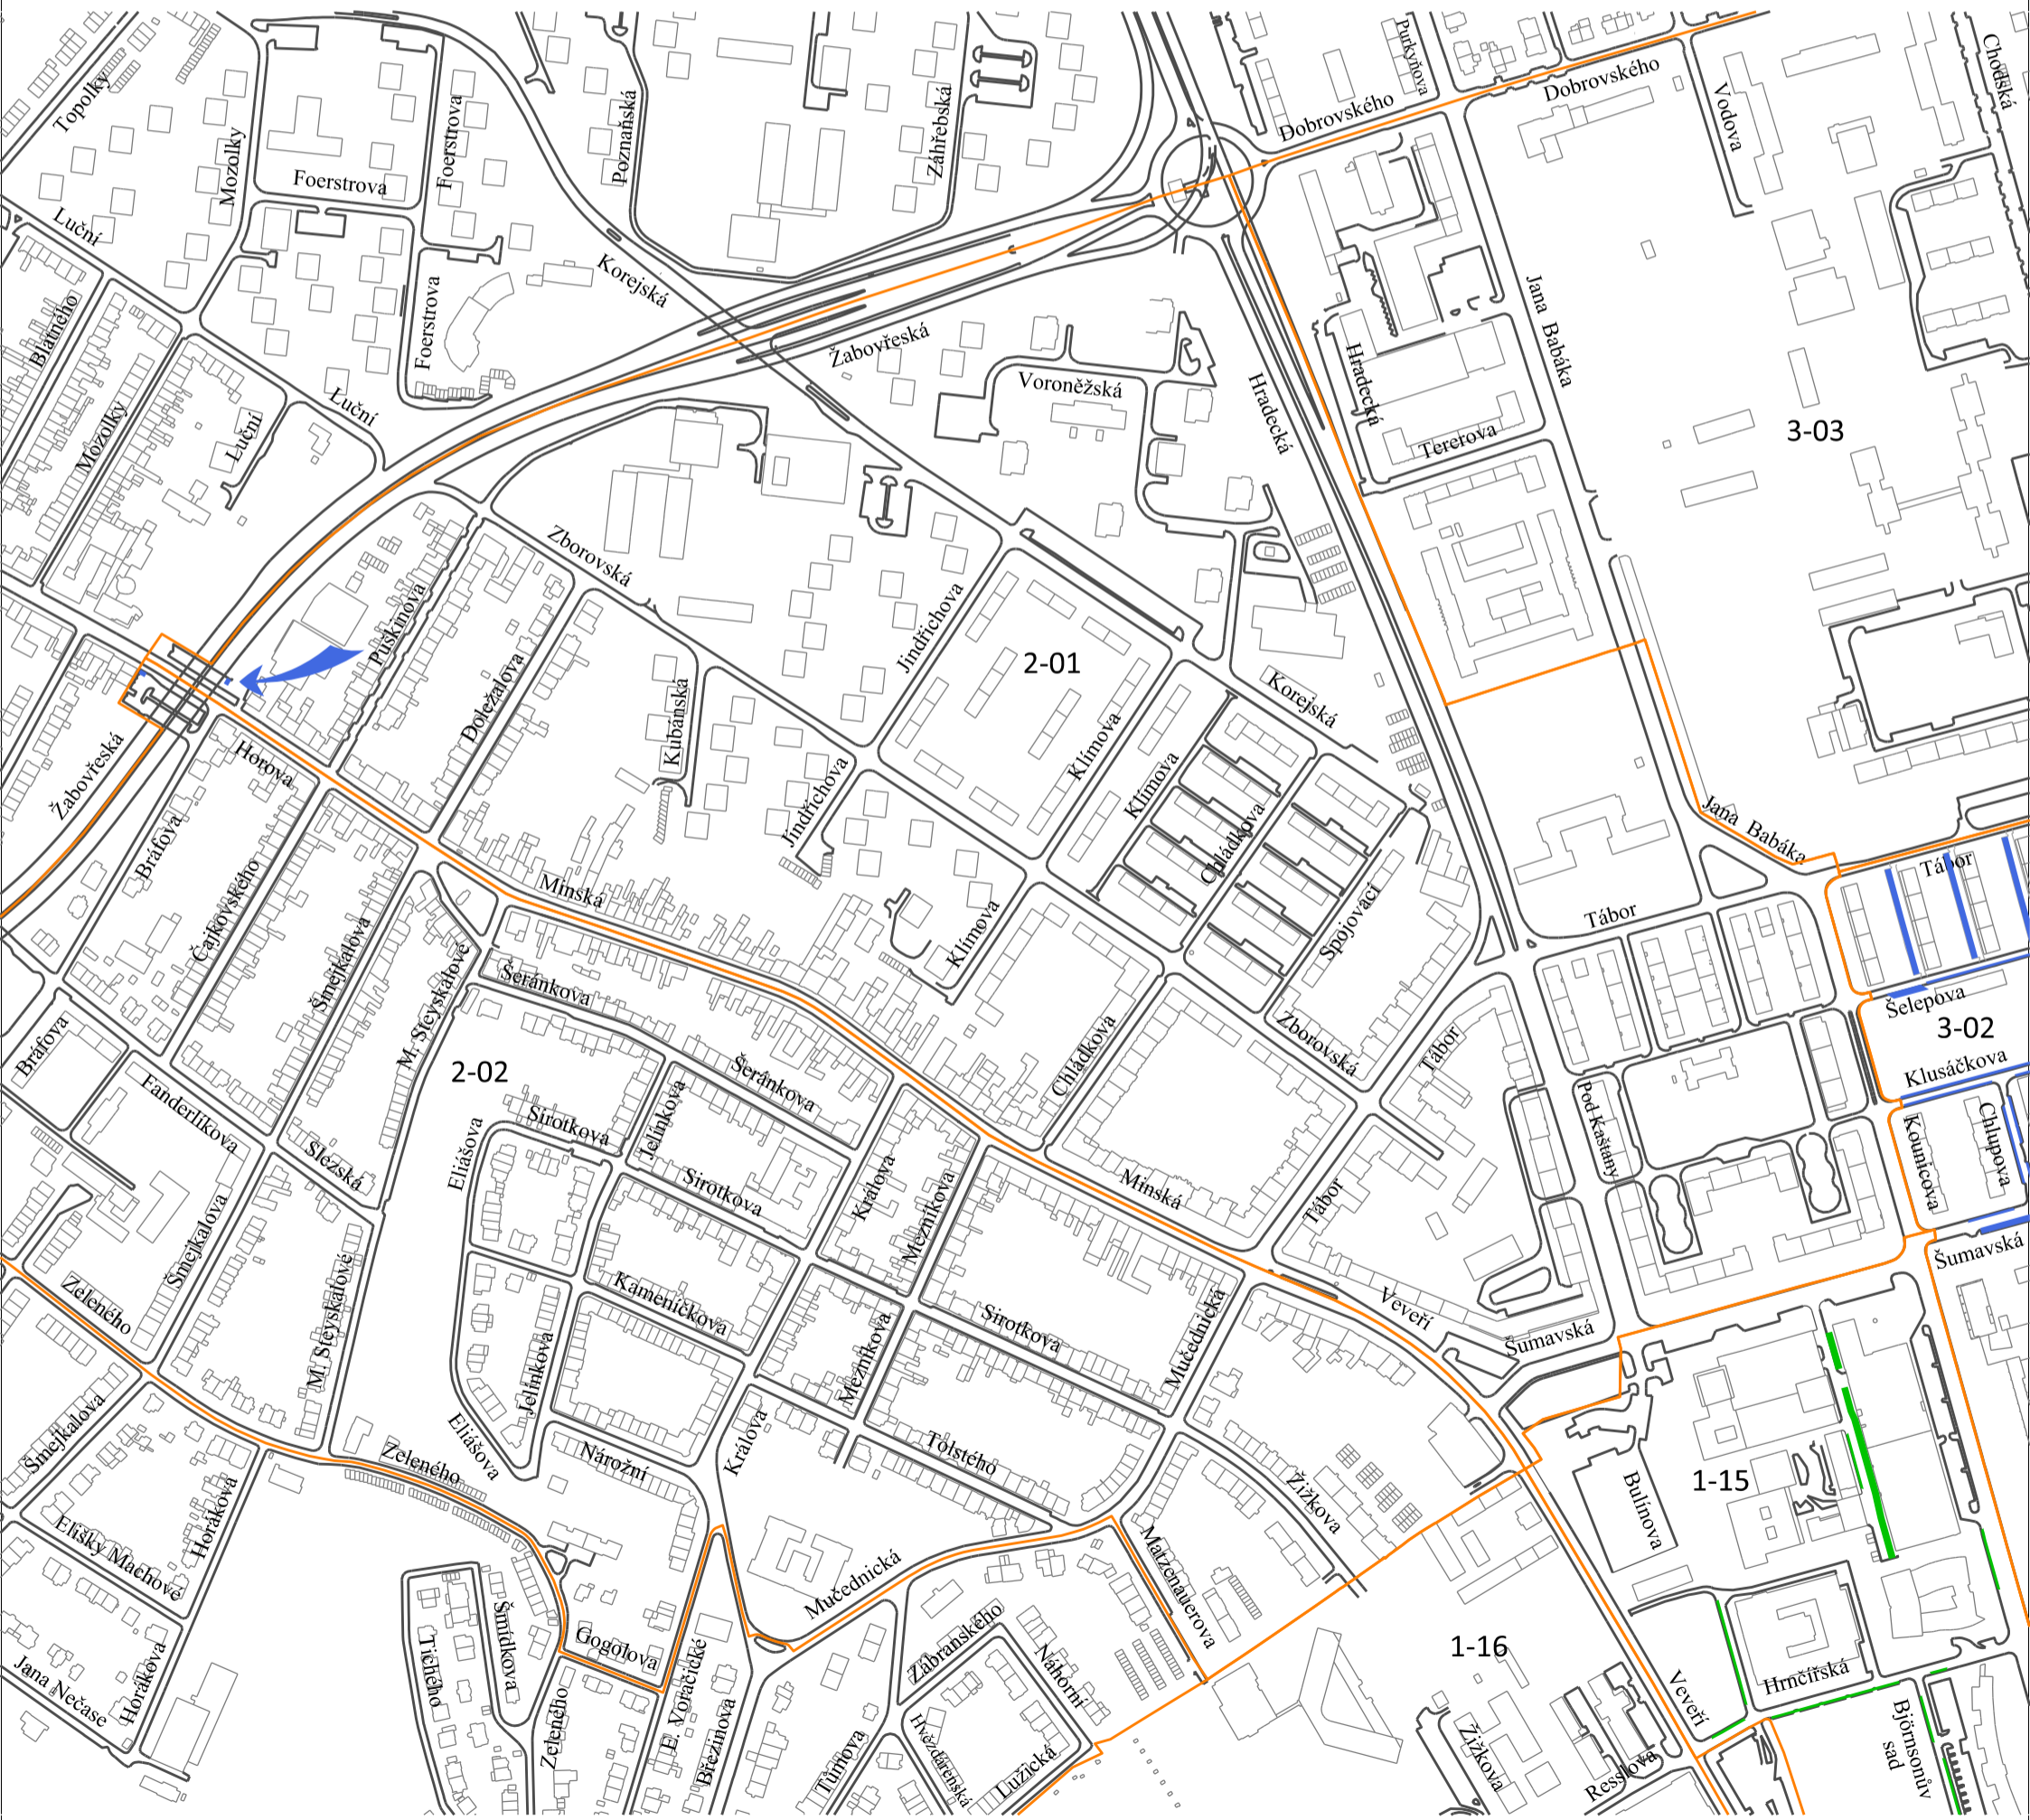 Purkyňova
Chodská
Topolky
Dobrovského
Dobrovského
Vodova
Poznaňská
Záhřebská
Foerstrova
Mozolky
Foerstrova
Luční
Korejská
Foerstrova
Blatného
Žabovřeská
Jana Babáka
Hradecká
Hradecká
Voroněžská
Luční
Luční
Mozolky
Tererova
3-03
Zborovská
Puškinova
Jindřichova
2-01
Doležalova
Kubánská
Korejská
Klímova
Klímova
Horova
Žabovřeská
Jindřichova
Chládkova
Jana Babáka
Bráfova
Tábor
Minská
Čajkovského
Šmejkalova
Klímova
Spojovací
Tábor
Šeránkova
M. Steyskalové
Šelepova
3-02
Bráfova
2-02
Šeránkova
Chládkova
Zborovská
Tábor
Klusáčkova
Fanderlíkova
Sirotkova
Jelínkova
Pod Kaštany
Kounicova
Chlupova
Eliášova
Slezská
Sirotkova
Králova
Mezníkova
Minská
Tábor
Šmejkalova
Šumavská
Zeleného
M. Steyskalové
Kameníčkova
Sirotkova
Mučednická
Veveří
Šumavská
Jelínkova
Mezníkova
Šmejkalova
Eliášova
Zeleného
Nárožní
Králova
Tolstého
Žižkova
Bulínova
1-15
Horákova
Elišky Machové
Mučednická
Matzenauerova
Tichého
Šmídkova
Gogolova
Zábranského
Náhorní
1-16
Hrnčířská
Veveří
Jana Nečase
Horákova
Zeleného
E. Voračické
Březinova
Tůmova
Hvězdárenská
Lužická
Žižkova
Resslova
Björnsonův
sad